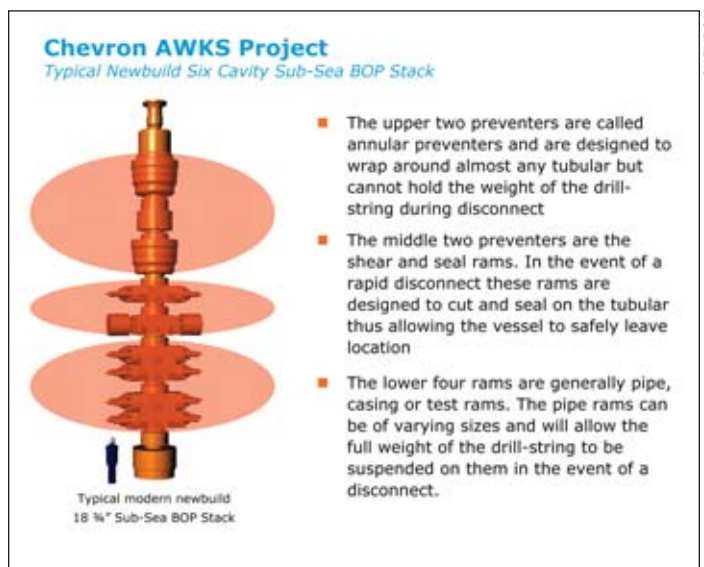 Chevron AWKS Project
Typical Newbuild Six Cavity Sub-Sea BOP Stack
The upper two preventers are called
annular preventers and are designed to
wrap around almost any tubular but
cannot hold the weight of the drill-
string during disconnect
The middle two preventers are the
shear and seal rams. In the event of a
rapid disconnect these rams are
designed to cut and seal on the tubular
thus allowing the vessel to safely leave
location
The lower four rams are generally pipe,
casing or test rams. The pipe rams can
be of varying sizes and will allow the
full weight of the drill-string to be
suspended on them in the event of a
disconnect.
Typical modern newbuild
18 ¾" Sub-Sea BOP Stack